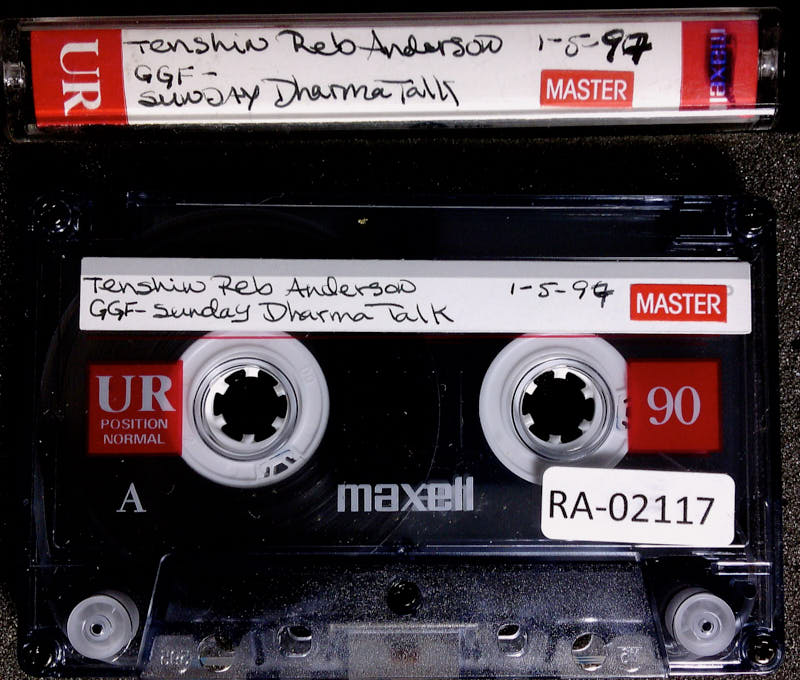 UR
Tenshin Reb Anderson 1-5-97
GGF-
Sunday Dharma Talk
MASTER
maxell
Tenshin Reb Anderson 1-5-97
GGF-Sunday Dharma Talk
MASTER
UR
POSITION
NORMAL
90
A
maxell
RA-02117